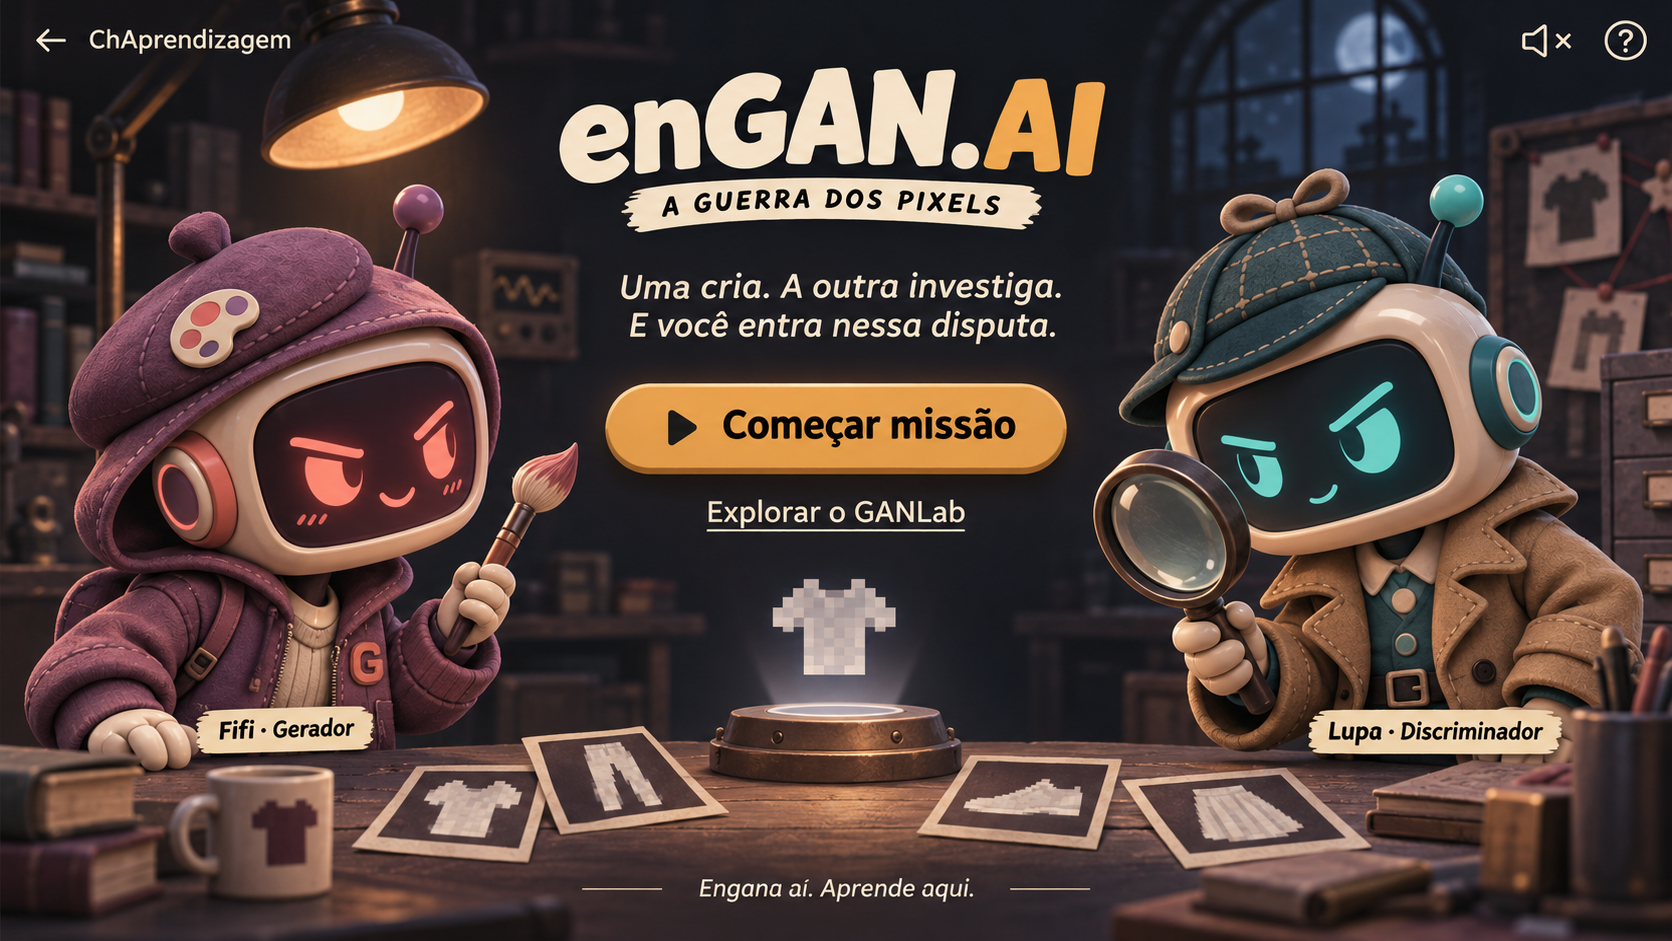 ChAprendizagem
enGAN.AI
A GUERRA DOS PIXELS
Uma cria. A outra investiga.
E você entra nessa disputa.
Começar missão
Explorar o GANLab
G
Fifi · Gerador
Lupa · Discriminador
Engana aí. Aprende aqui.